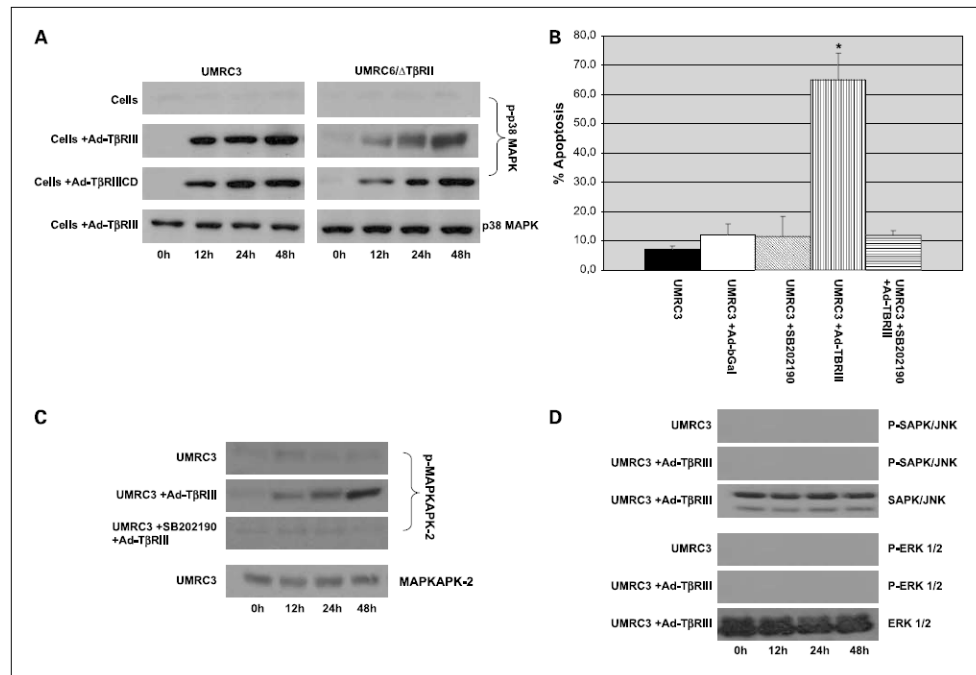 A
UMRC3
UMRC6/ΔTβRII
Cells
Cells +Ad-TβRIII
Cells +Ad-TβRIIICD
Cells +Ad-TβRIII
p-p38 MAPK
p38 MAPK
0h 12h 24h 48h
0h 12h 24h 48h
B
% Apoptosis
80,0
70,0
60,0
50,0
40,0
30,0
20,0
10,0
0,0
*
UMRC3
UMRC3 +Ad-bGal
UMRC3 +SB202190
UMRC3 +Ad-TBRIII
UMRC3 +SB202190
+Ad-TBRIII
C
UMRC3
UMRC3 +Ad-TβRIII
UMRC3 +SB202190
+Ad-TβRIII
p-MAPKAPK-2
UMRC3
MAPKAPK-2
0h 12h 24h 48h
D
UMRC3 P-SAPK/JNK
UMRC3 +Ad-TβRIII P-SAPK/JNK
UMRC3 +Ad-TβRIII SAPK/JNK
UMRC3 P-ERK 1/2
UMRC3 +Ad-TβRIII P-ERK 1/2
UMRC3 +Ad-TβRIII ERK 1/2
0h 12h 24h 48h